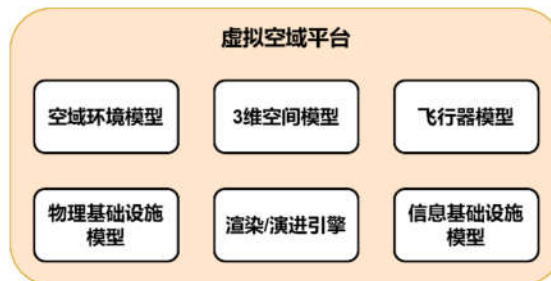 虚拟空域平台
空域环境模型
3维空间模型
飞行器模型
物理基础设施
模型
渲染/演进引擎
信息基础设施
模型